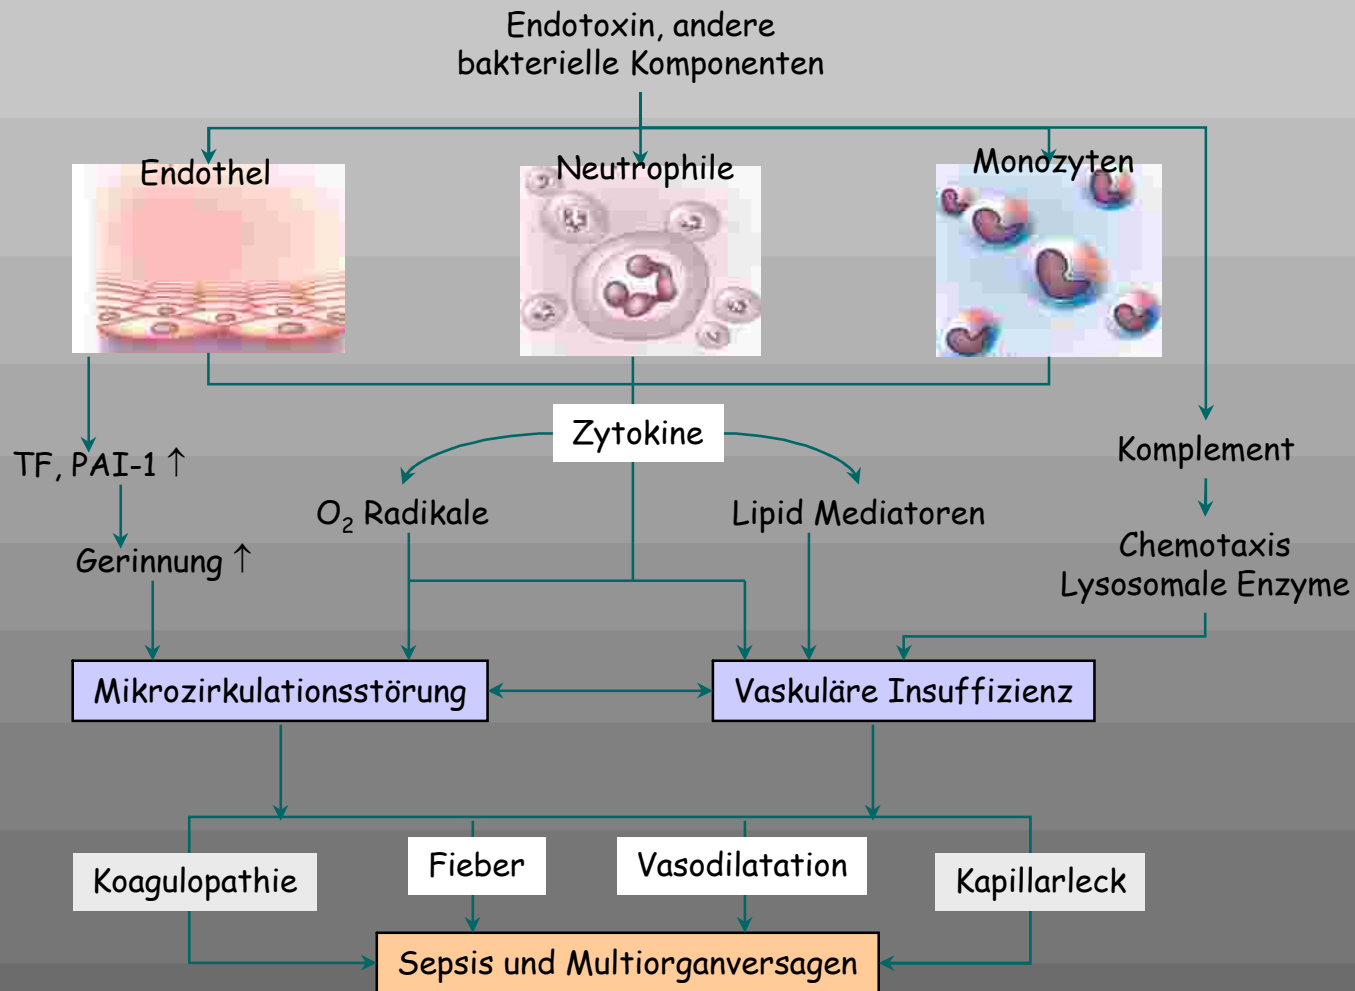 Endotoxin, andere
bakterielle Komponenten
Endothel
Neutrophile
Monozyten
Zytokine
TF, PAI-1 ↑
Komplement
O₂ Radikale
Lipid Mediatoren
Gerinnung ↑
Chemotaxis
Lysosomale Enzyme
Mikrozirkulationsstörung
Vaskuläre Insuffizienz
Koagulopathie
Fieber
Vasodilatation
Kapillarleck
Sepsis und Multiorganversagen